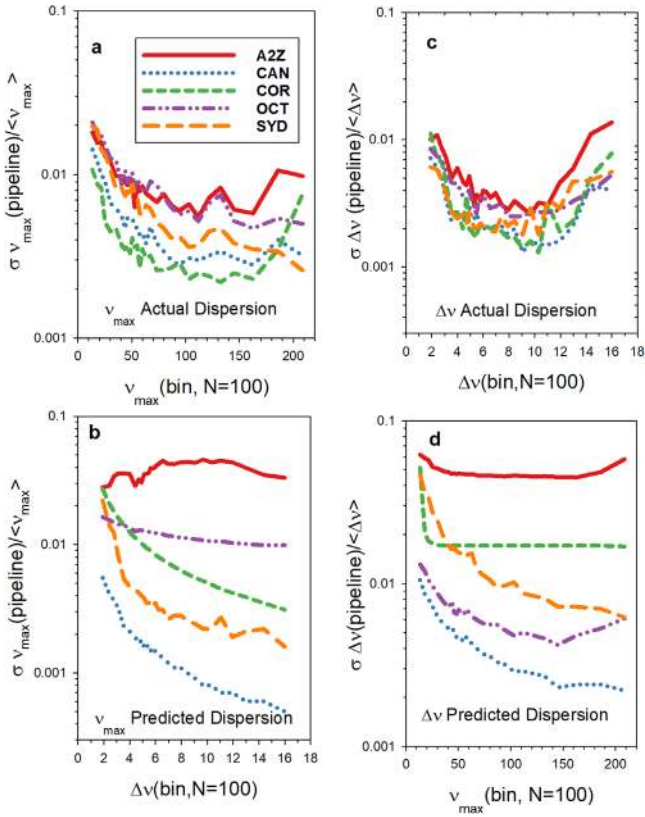 a
A2Z
CAN
COR
OCT
SYD
0.1
0.01
0.001
σ ν_max (pipeline)/<ν_max>
ν_max Actual Dispersion
0 50 100 150 200
ν_max (bin, N=100)
c
0.1
0.01
0.001
σ Δν (pipeline)/<Δν>
Δν Actual Dispersion
0 2 4 6 8 10 12 14 16 18
Δν(bin,N=100)
b
0.1
0.01
0.001
σ ν_max(pipeline)/<ν_max>
ν_max Predicted Dispersion
0 2 4 6 8 10 12 14 16 18
Δν(bin,N=100)
d
0.1
0.01
0.001
σ Δν(pipeline)/<Δν>
Δν Predicted Dispersion
0 50 100 150 200
ν_max (bin, N=100)